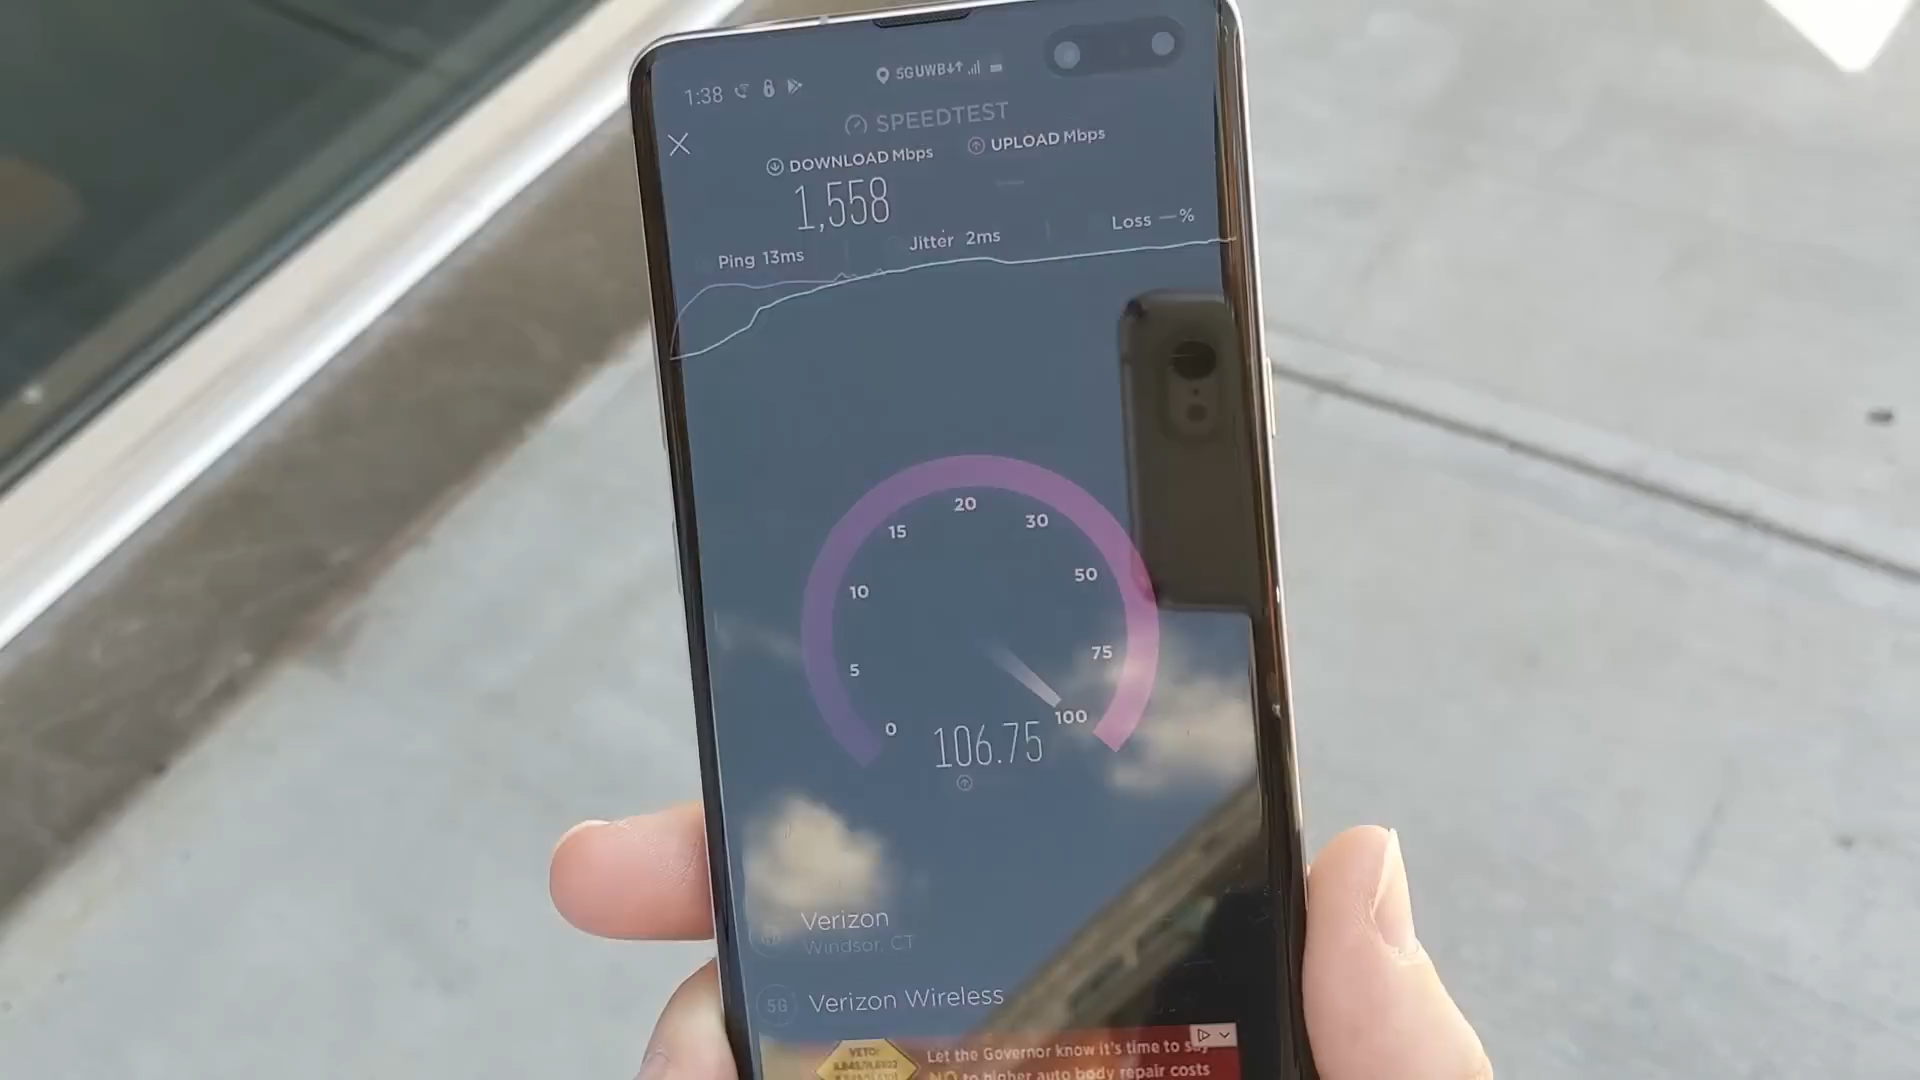 1:38 5GUWB
SPEEDTEST
DOWNLOAD Mbps UPLOAD Mbps
1,558
Ping 13ms Jitter 2ms Loss —%
20
15 30
10 50
5 75
0 100
106.75
Verizon
Windsor, CT
5G Verizon Wireless
VETO:
Let the Governor know it's time to say
NO to higher auto body repair costs